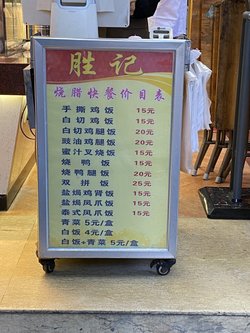 胜记
烧腊快餐价目表
手撕鸡饭 15元
白切鸡饭 15元
白切鸡腿饭 20元
豉油鸡腿饭 20元
蜜汁叉烧饭 15元
烧鸭饭 15元
烧鸭腿饭 20元
双拼饭 25元
盐焗鸡肾饭 15元
盐焗凤爪饭 15元
泰式凤爪饭 15元
青菜 5元/盒
白饭 4元/盒
白饭+青菜 5元/盒